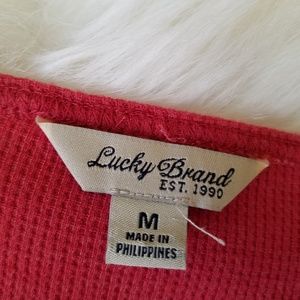 Lucky Brand
EST. 1990
M
MADE IN
PHILIPPINES